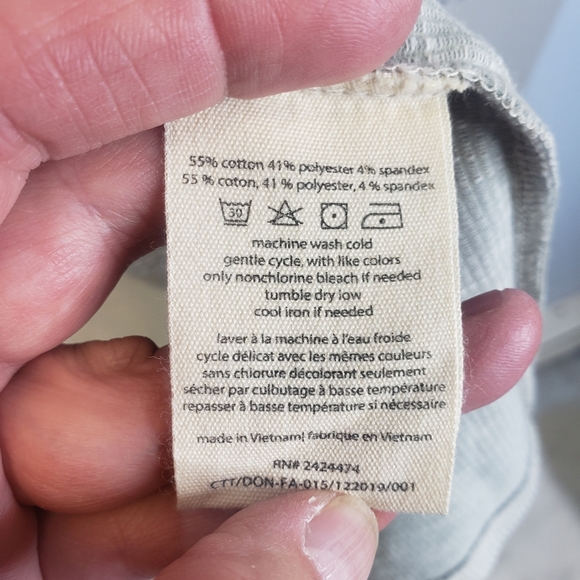 55% cotton 41% polyester 4% spandex
55 % coton, 41 % polyester, 4 % spandex
30
machine wash cold
gentle cycle, with like colors
only nonchlorine bleach if needed
tumble dry low
cool iron if needed
laver à la machine à l'eau froide
cycle délicat avec les mêmes couleurs
sans chlorure décolorant seulement
sécher par culbutage à basse température
repasser à basse température si nécessaire
made in Vietnam| fabrique en Vietnam
RN# 2424474
CTT/DON-FA-015/122019/001